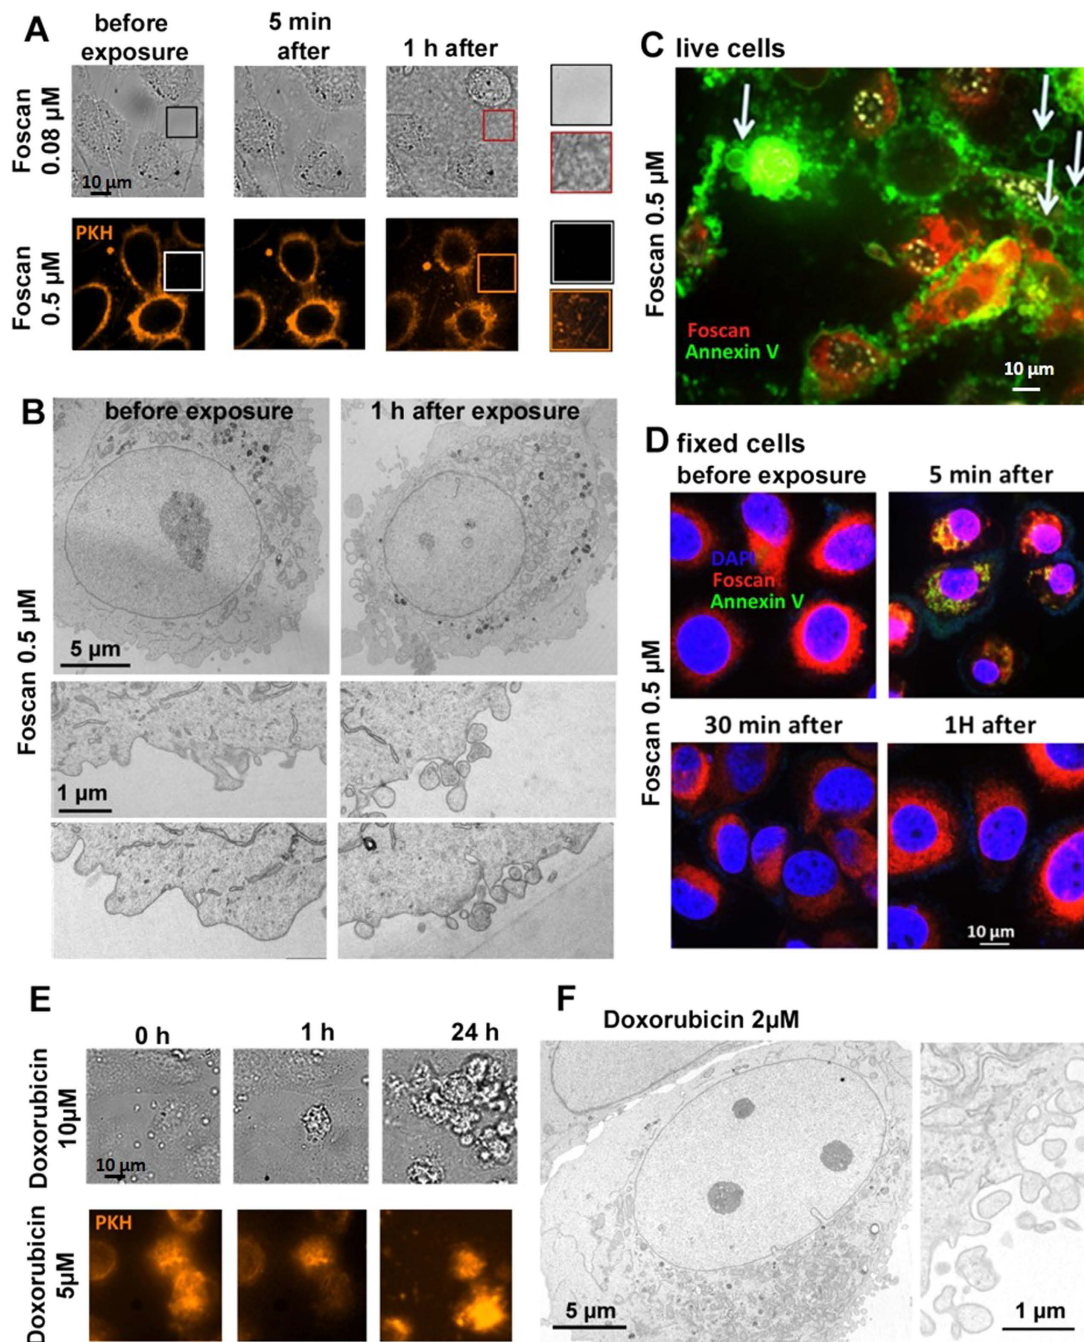 A
before
exposure
5 min
after
1 h after
Foscan
0.08 µM
10 µm
Foscan
0.5 µM
PKH
B
before exposure
1 h after exposure
Foscan 0.5 µM
5 µm
1 µm
C live cells
Foscan 0.5 µM
Foscan
Annexin V
10 µm
D fixed cells
before exposure
5 min after
DAPI
Foscan
Annexin V
Foscan 0.5 µM
30 min after
1H after
10 µm
E
0 h
1 h
24 h
Doxorubicin
10µM
10 µm
Doxorubicin
5µM
PKH
F
Doxorubicin 2µM
5 µm
1 µm